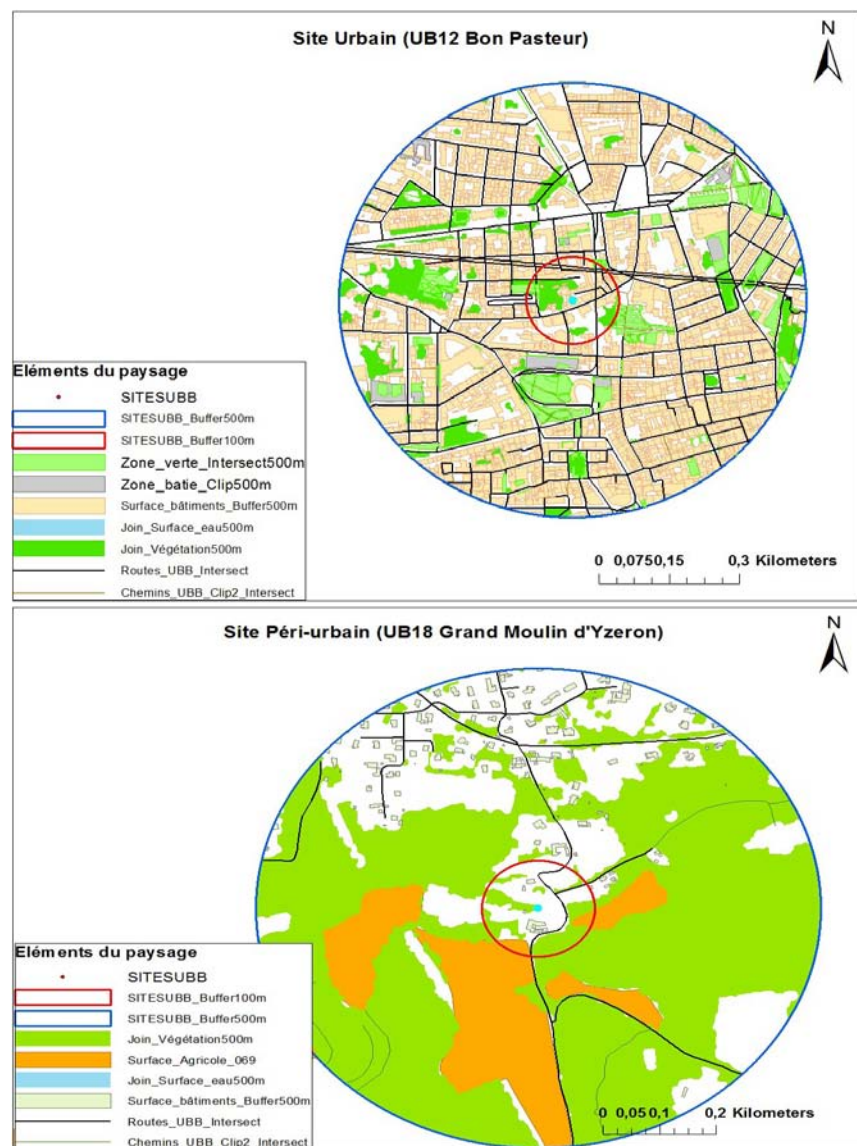 Site Urbain (UB12 Bon Pasteur)
N
Eléments du paysage
SITESUBB
SITESUBB_Buffer500m
SITESUBB_Buffer100m
Zone_verte_Intersect500m
Zone_batie_Clip500m
Surface_bâtiments_Buffer500m
Join_Surface_eau500m
Join_Végétation500m
Routes_UBB_Intersect
Chemins_UBB_Clip2_Intersect
0 0,0750,15 0,3 Kilometers
Site Péri-urbain (UB18 Grand Moulin d'Yzeron)
N
Eléments du paysage
SITESUBB
SITESUBB_Buffer100m
SITESUBB_Buffer500m
Join_Végétation500m
Surface_Agricole_069
Join_Surface_eau500m
Surface_bâtiments_Buffer500m
Routes_UBB_Intersect
Chemins_UBB_Clip2_Intersect
0 0,050,1 0,2 Kilometers